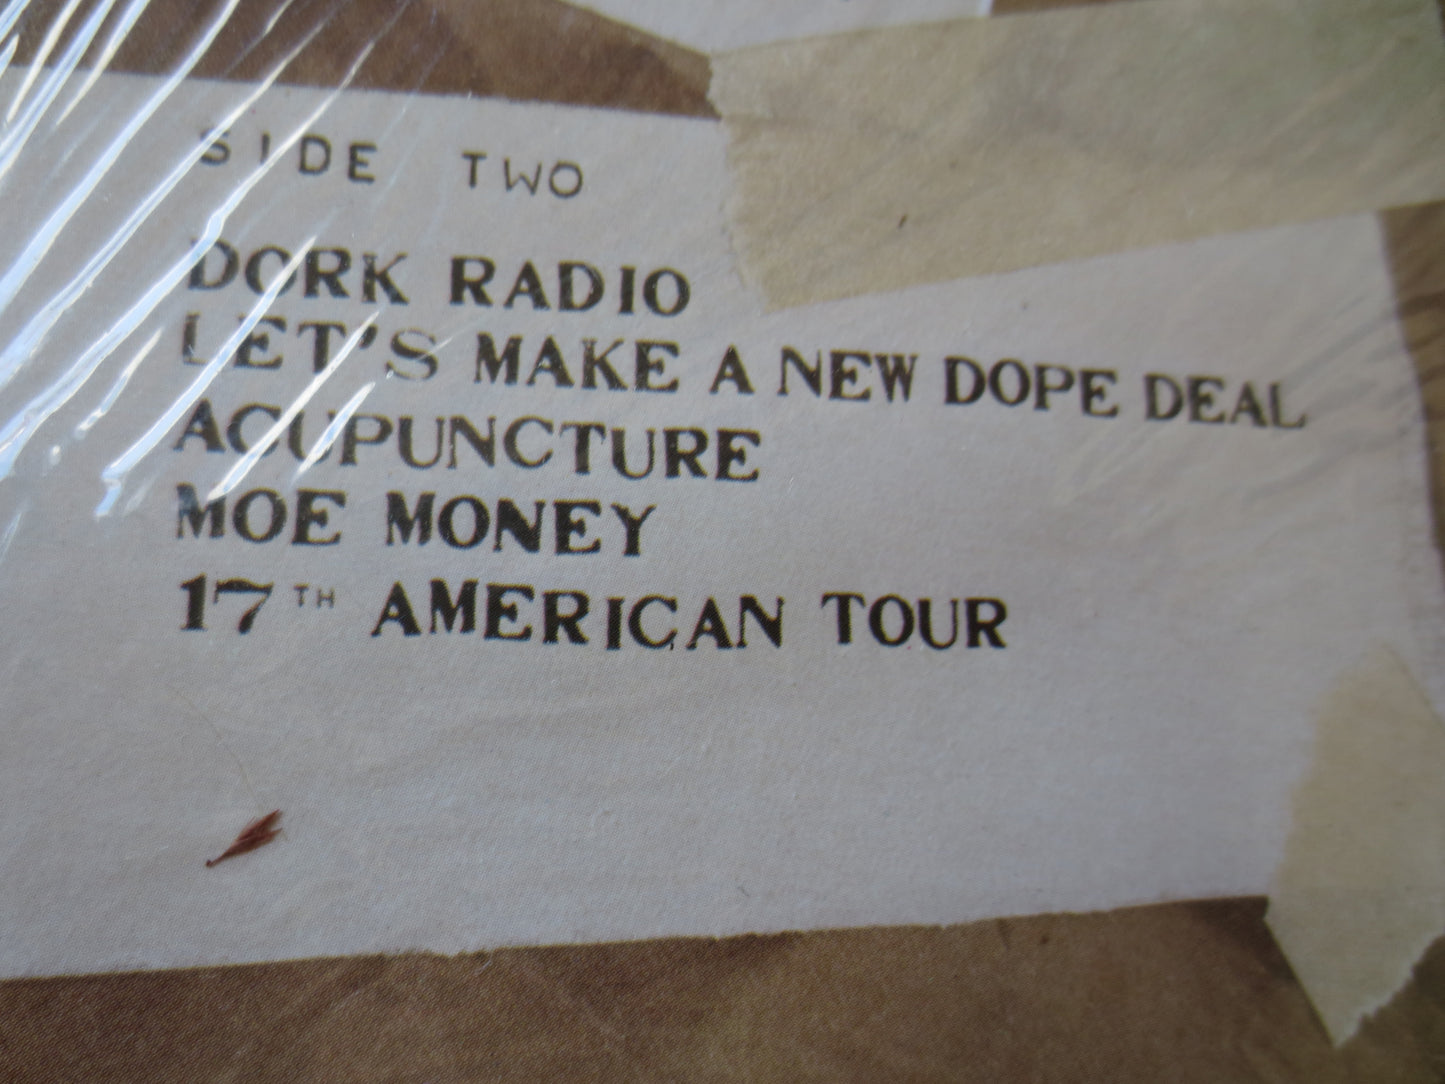 SIDE TWO
DORK RADIO
LET'S MAKE A NEW DOPE DEAL
ACUPUNCTURE
MOE MONEY
17TH AMERICAN TOUR